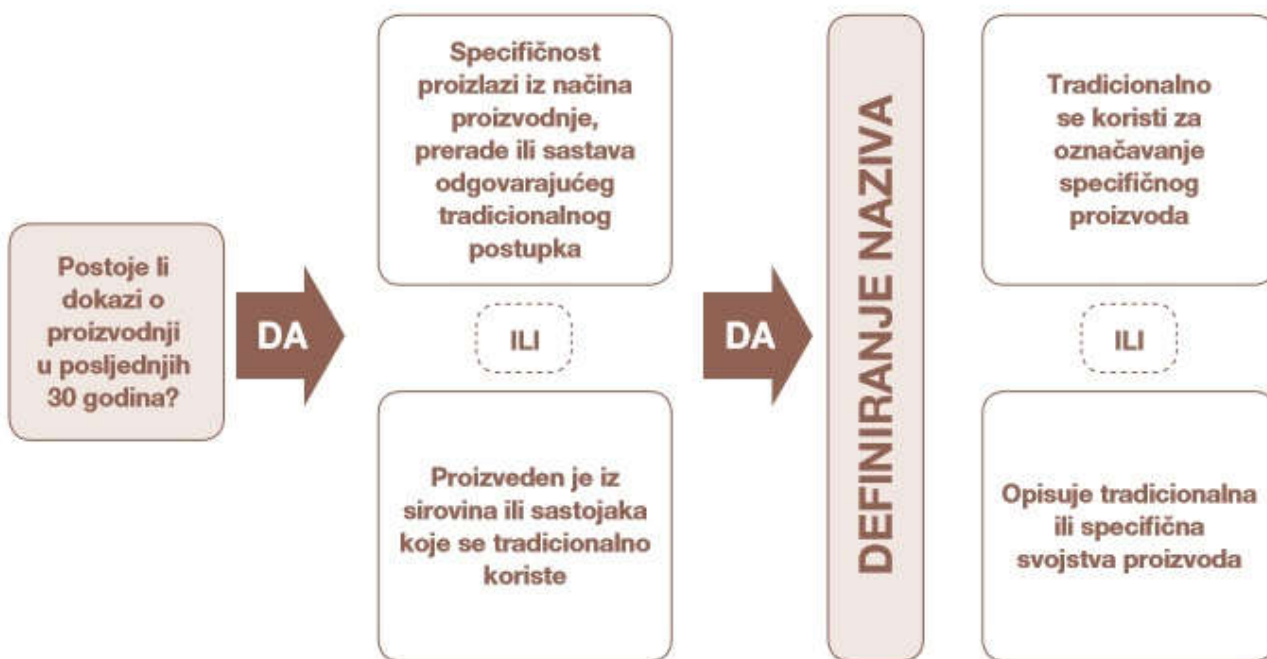 Postoje li
dokazi o
proizvodnji
u posljednjih
30 godina?
DA
Specifičnost
proizlazi iz načina
proizvodnje,
prerade ili sastava
odgovarajućeg
tradicionalnog
postupka
ILI
Proizveden je iz
sirovina ili sastojaka
koje se tradicionalno
koriste
DA
DEFINIRANJE NAZIVA
Tradicionalno
se koristi za
označavanje
specifičnog
proizvoda
ILI
Opisuje tradicionalna
ili specifična
svojstva proizvoda